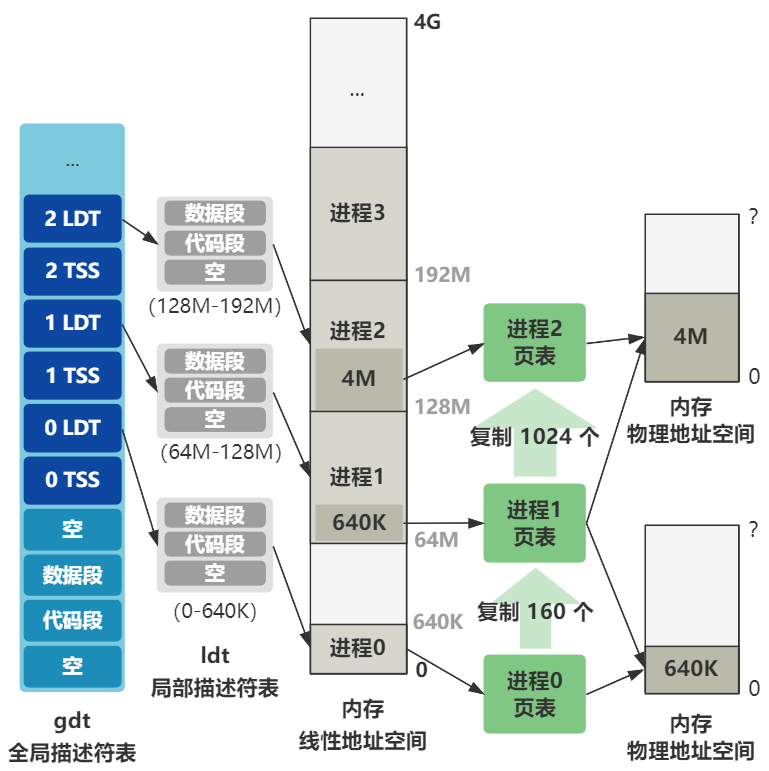 ...
2 LDT
2 TSS
1 LDT
1 TSS
0 LDT
0 TSS
空
数据段
代码段
空
gdt
全局描述符表
数据段
代码段
空
(128M-192M)
数据段
代码段
空
(64M-128M)
数据段
代码段
空
(0-640K)
ldt
局部描述符表
4G
...
进程3
192M
进程2
4M
128M
进程1
640K
64M
640K
进程0
0
内存
线性地址空间
进程2
页表
复制 1024 个
进程1
页表
复制 160 个
进程0
页表
?
4M
0
内存
物理地址空间
?
640K
0
内存
物理地址空间